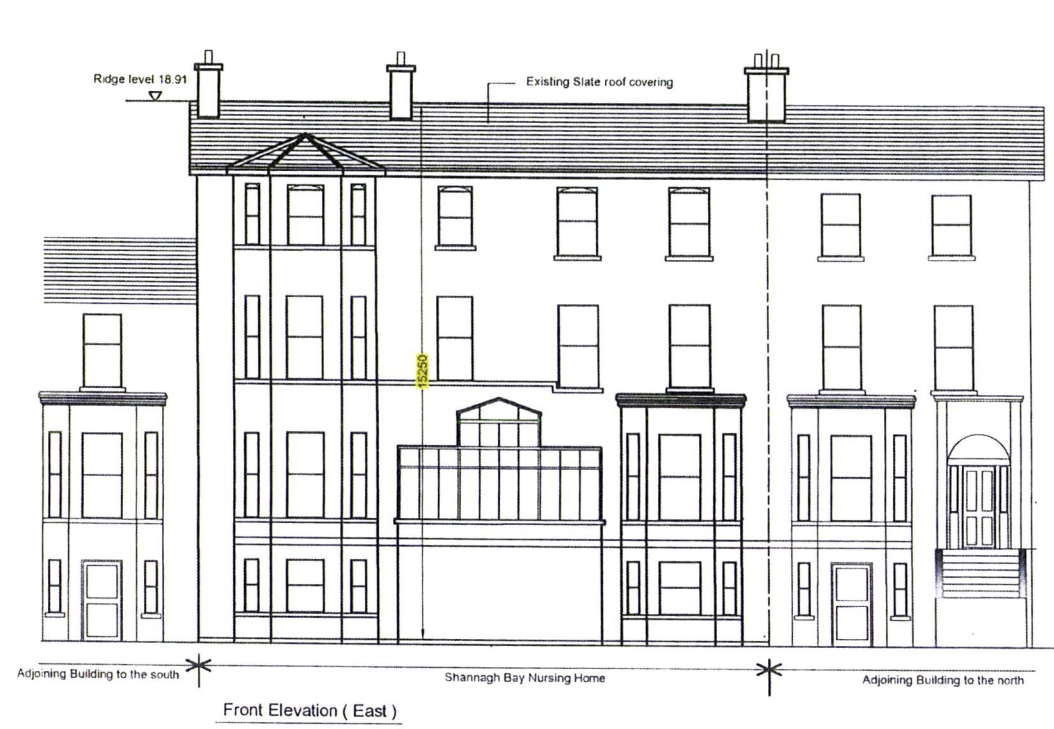 Ridge level 18.91
Existing Slate roof covering
15250
Adjoining Building to the south
Shannagh Bay Nursing Home
Adjoining Building to the north
Front Elevation ( East )